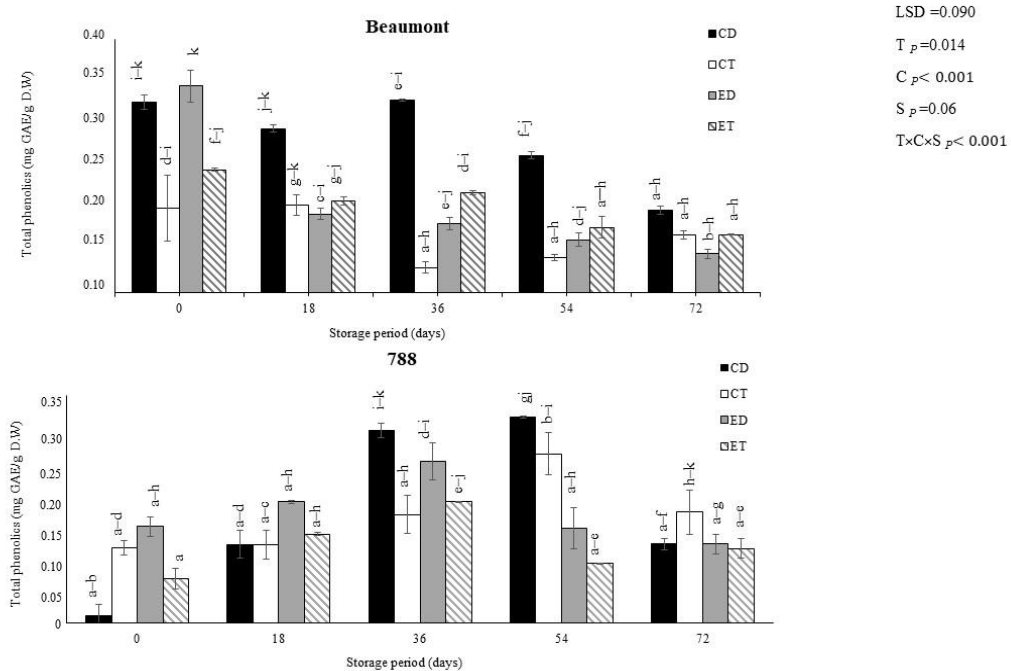 Beaumont
LSD =0.090
T p=0.014
C p< 0.001
S p=0.06
T×C×S p< 0.001
CD
CT
ED
ET
Total phenolics (mg GAE/g D.W)
0.40
0.35
0.30
0.25
0.20
0.15
0.10
i–k
d–i
k
f–j
j–k
g–k
c–i
g–j
e–i
a–h
e–j
d–i
f–j
a–h
d–j
a–h
a–h
a–h
b–h
a–h
0 18 36 54 72
Storage period (days)
788
CD
CT
ED
ET
Total phenolics (mg GAE/g D.W)
0.35
0.30
0.20
0.15
0.10
0.05
0
a–b
a–d
a–h
a
a–d
a–c
a–h
a–h
i–k
a–h
d–i
e–j
gj
b–i
a–h
a–e
a–f
h–k
a–g
a–e
0 18 36 54 72
Storage period (days)